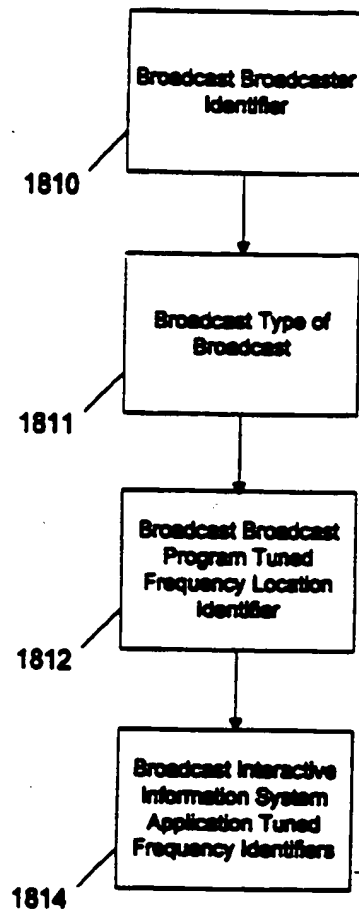 Broadcast Broadcaster
Identifier
1810
Broadcast Type of
Broadcast
1811
Broadcast Broadcast
Program Tuned
Frequency Location
Identifier
1812
Broadcast Interactive
Information System
Application Tuned
Frequency Identifiers
1814